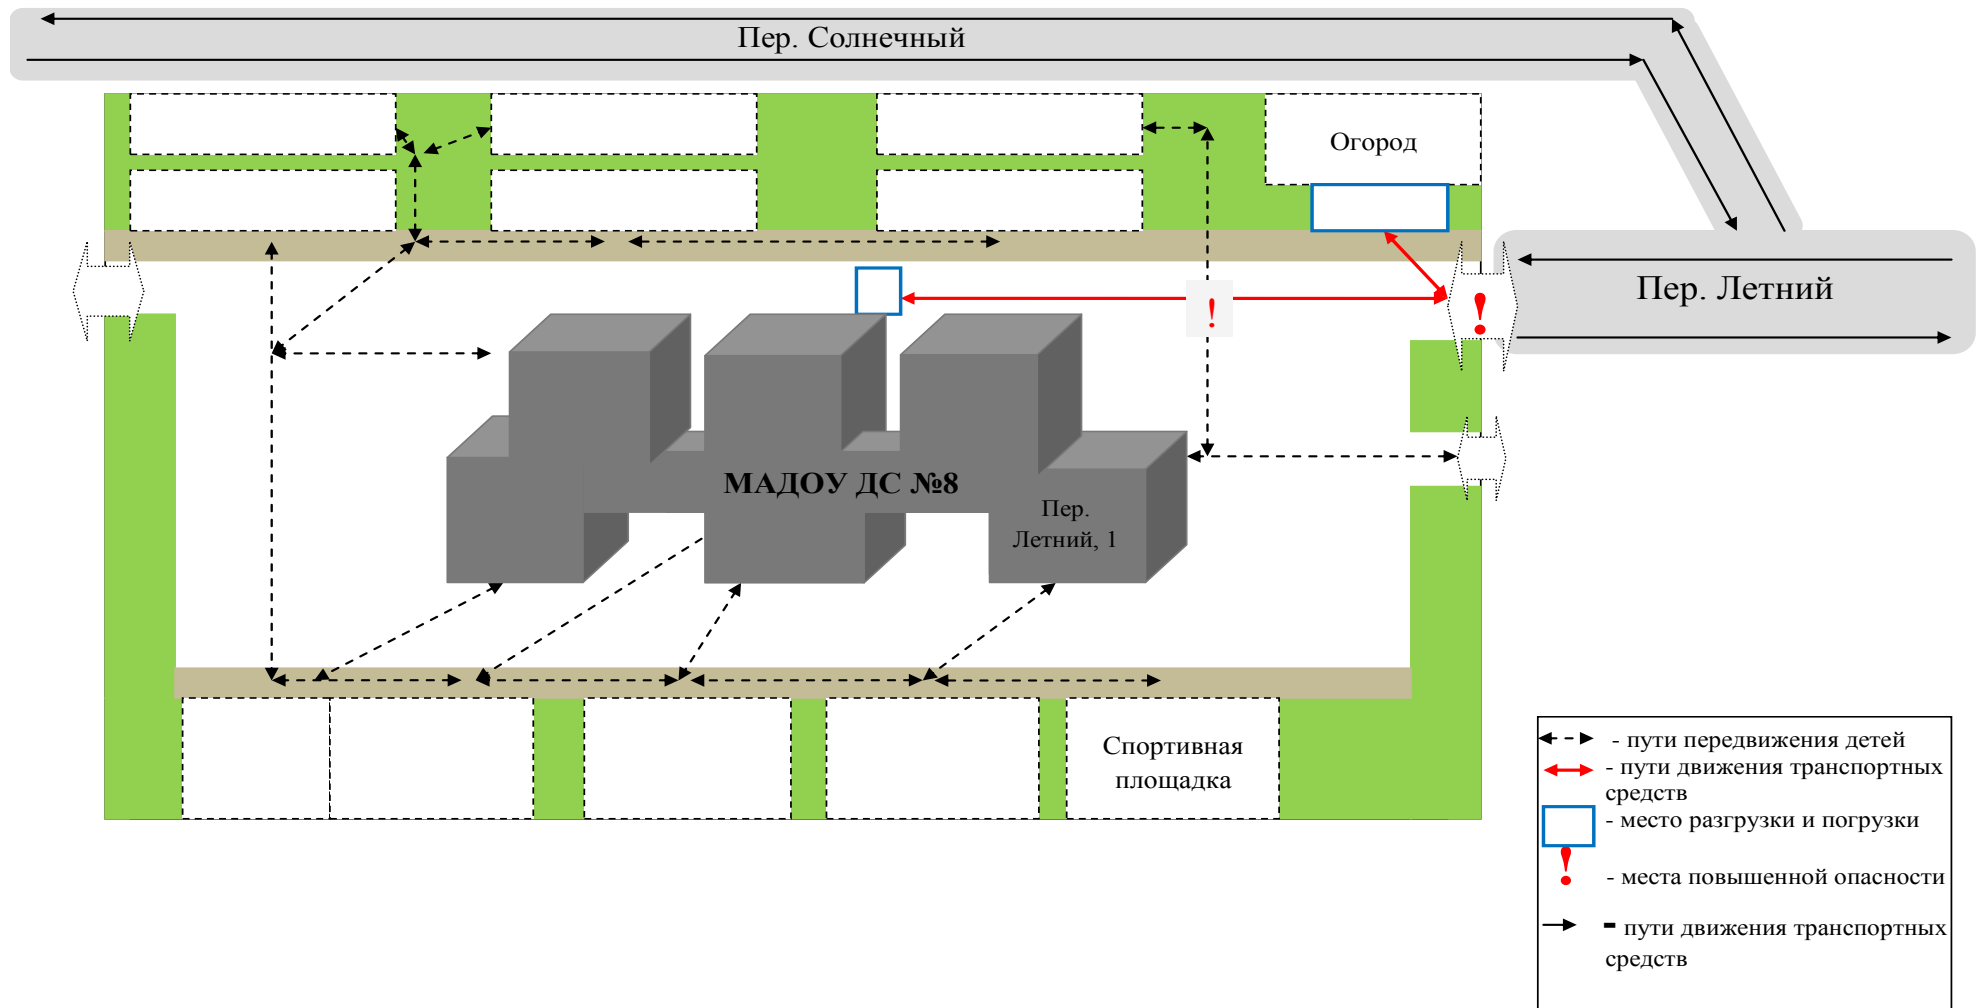 Пер. Солнечный
Огород
Пер. Летний
!
!
МАДОУ ДС №8
Пер.
Летний, 1
Спортивная
площадка
- пути передвижения детей
- пути движения транспортных
средств
- место разгрузки и погрузки
! - места повышенной опасности
- пути движения транспортных
средств